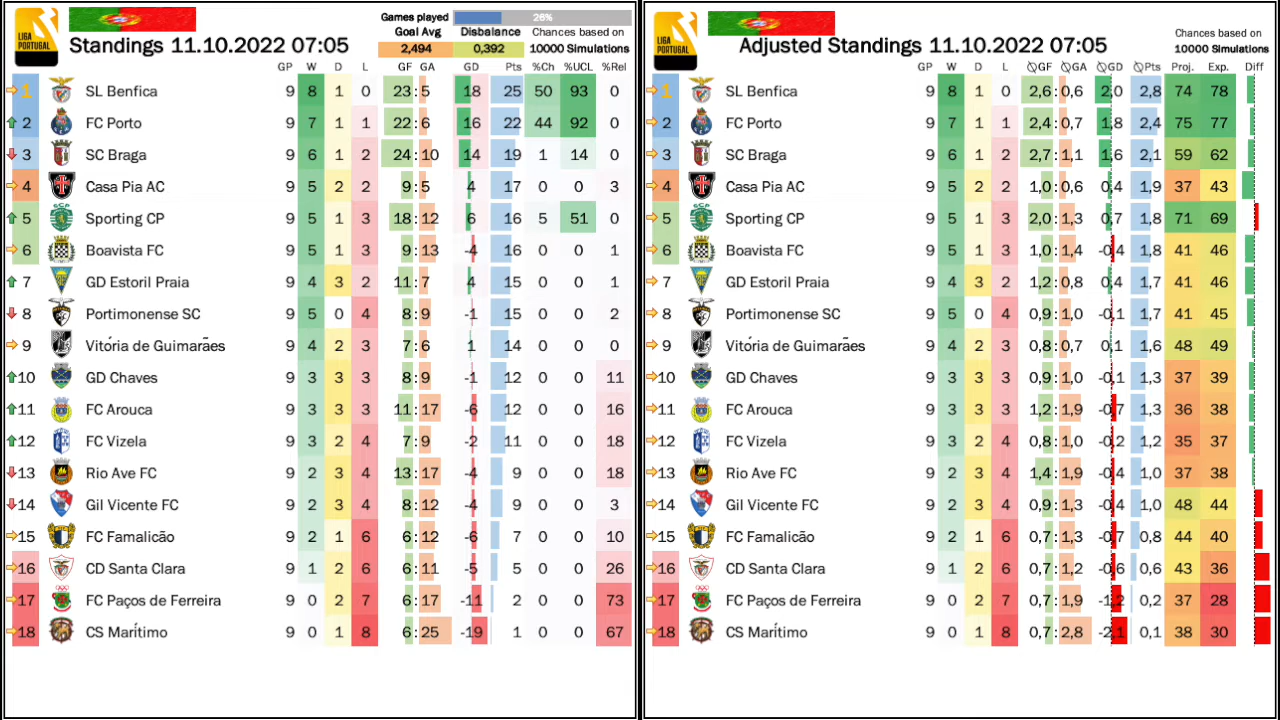 LIGA
PORTUGAL
Standings 11.10.2022 07:05
Games played 26%
Goal Avg Disbalance Chances based on
2,494 0,392 10000 Simulations
GP W D L GF GA GD Pts %Ch %UCL %Rel
1 SL Benfica 9 8 1 0 23 : 5 18 25 50 93 0
2 FC Porto 9 7 1 1 22 : 6 16 22 44 92 0
3 SC Braga 9 6 1 2 24 : 10 14 19 1 14 0
4 Casa Pia AC 9 5 2 2 9 : 5 4 17 0 0 3
5 Sporting CP 9 5 1 3 18 : 12 6 16 5 51 0
6 Boavista FC 9 5 1 3 9 : 13 -4 16 0 0 1
7 GD Estoril Praia 9 4 3 2 11 : 7 4 15 0 0 1
8 Portimonense SC 9 5 0 4 8 : 9 -1 15 0 0 2
9 Vitória de Guimarães 9 4 2 3 7 : 6 1 14 0 0 0
10 GD Chaves 9 3 3 3 8 : 9 -1 12 0 0 11
11 FC Arouca 9 3 3 3 11 : 17 -6 12 0 0 16
12 FC Vizela 9 3 2 4 7 : 9 -2 11 0 0 18
13 Rio Ave FC 9 2 3 4 13 : 17 -4 9 0 0 18
14 Gil Vicente FC 9 2 3 4 8 : 12 -4 9 0 0 3
15 FC Famalicão 9 2 1 6 6 : 12 -6 7 0 0 10
16 CD Santa Clara 9 1 2 6 6 : 11 -5 5 0 0 26
17 FC Paços de Ferreira 9 0 2 7 6 : 17 -11 2 0 0 73
18 CS Marítimo 9 0 1 8 6 : 25 -19 1 0 0 67
LIGA
PORTUGAL
Adjusted Standings 11.10.2022 07:05
Chances based on
10000 Simulations
GP W D L ØGF ØGA ØGD ØPts Proj. Exp. Diff
1 SL Benfica 9 8 1 0 2,6 : 0,6 2,0 2,8 74 78
2 FC Porto 9 7 1 1 2,4 : 0,7 1,8 2,4 75 77
3 SC Braga 9 6 1 2 2,7 : 1,1 1,6 2,1 59 62
4 Casa Pia AC 9 5 2 2 1,0 : 0,6 0,4 1,9 37 43
5 Sporting CP 9 5 1 3 2,0 : 1,3 0,7 1,8 71 69
6 Boavista FC 9 5 1 3 1,0 : 1,4 -0,4 1,8 41 46
7 GD Estoril Praia 9 4 3 2 1,2 : 0,8 0,4 1,7 41 46
8 Portimonense SC 9 5 0 4 0,9 : 1,0 -0,1 1,7 41 45
9 Vitória de Guimarães 9 4 2 3 0,8 : 0,7 0,1 1,6 48 49
10 GD Chaves 9 3 3 3 0,9 : 1,0 -0,1 1,3 37 39
11 FC Arouca 9 3 3 3 1,2 : 1,9 -0,7 1,3 36 38
12 FC Vizela 9 3 2 4 0,8 : 1,0 -0,2 1,2 35 37
13 Rio Ave FC 9 2 3 4 1,4 : 1,9 -0,4 1,0 37 38
14 Gil Vicente FC 9 2 3 4 0,9 : 1,3 -0,4 1,0 48 44
15 FC Famalicão 9 2 1 6 0,7 : 1,3 -0,7 0,8 44 40
16 CD Santa Clara 9 1 2 6 0,7 : 1,2 -0,6 0,6 43 36
17 FC Paços de Ferreira 9 0 2 7 0,7 : 1,9 -1,2 0,2 37 28
18 CS Marítimo 9 0 1 8 0,7 : 2,8 -2,1 0,1 38 30